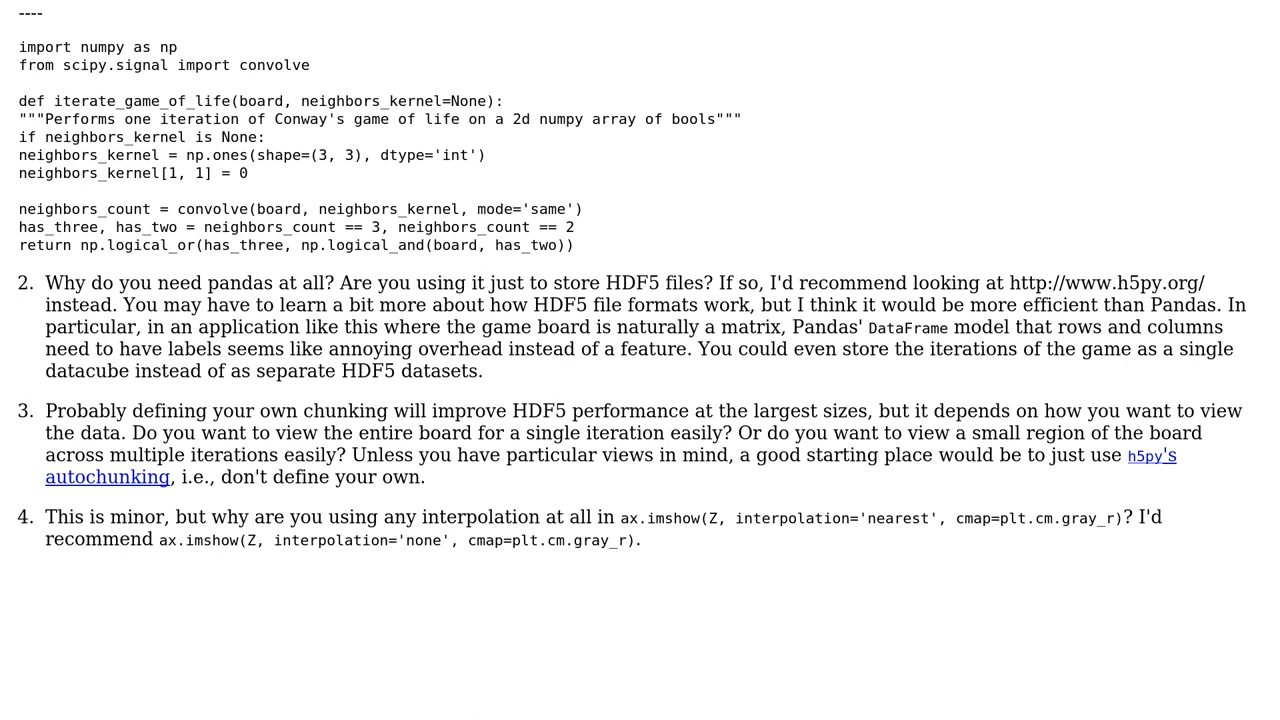 ----
import numpy as np
from scipy.signal import convolve
def iterate_game_of_life(board, neighbors_kernel=None):
"""Performs one iteration of Conway's game of life on a 2d numpy array of bools"""
if neighbors_kernel is None:
neighbors_kernel = np.ones(shape=(3, 3), dtype='int')
neighbors_kernel[1, 1] = 0
neighbors_count = convolve(board, neighbors_kernel, mode='same')
has_three, has_two = neighbors_count == 3, neighbors_count == 2
return np.logical_or(has_three, np.logical_and(board, has_two))
2. Why do you need pandas at all? Are you using it just to store HDF5 files? If so, I'd recommend looking at http://www.h5py.org/
instead. You may have to learn a bit more about how HDF5 file formats work, but I think it would be more efficient than Pandas. In
particular, in an application like this where the game board is naturally a matrix, Pandas' DataFrame model that rows and columns
need to have labels seems like annoying overhead instead of a feature. You could even store the iterations of the game as a single
datacube instead of as separate HDF5 datasets.
3. Probably defining your own chunking will improve HDF5 performance at the largest sizes, but it depends on how you want to view
the data. Do you want to view the entire board for a single iteration easily? Or do you want to view a small region of the board
across multiple iterations easily? Unless you have particular views in mind, a good starting place would be to just use h5py's
autochunking, i.e., don't define your own.
4. This is minor, but why are you using any interpolation at all in ax.imshow(Z, interpolation='nearest', cmap=plt.cm.gray_r)? I'd
recommend ax.imshow(Z, interpolation='none', cmap=plt.cm.gray_r).